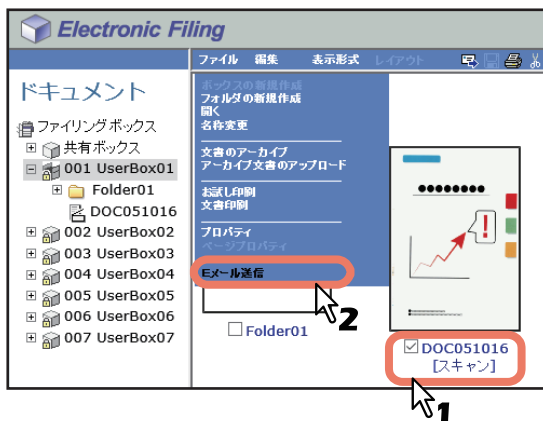 Electronic Filing
ファイル 編集 表示形式 レイアウト
ドキュメント
ファイリングボックス
共有ボックス
001 UserBox01
Folder01
DOC051016
002 UserBox02
003 UserBox03
004 UserBox04
005 UserBox05
006 UserBox06
007 UserBox07
ボックスの新規作成
フォルダの新規作成
開く
名称変更
文書のアーカイブ
アーカイブ文書のアップロード
お試し印刷
文書印刷
プロパティ
ページプロパティ
Eメール送信
2
Folder01
!
DOC051016
[スキャン]
1